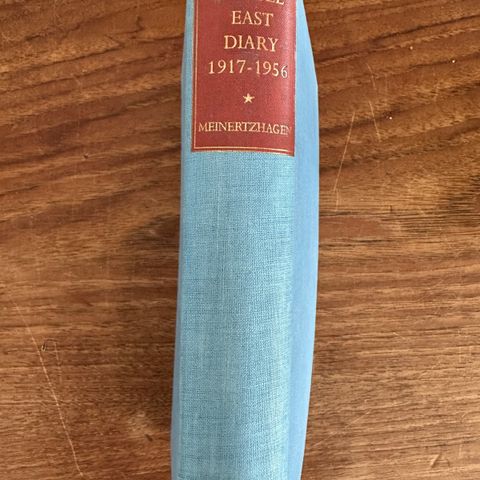 EAST
DIARY
1917-1956
MEINERTZHAGEN